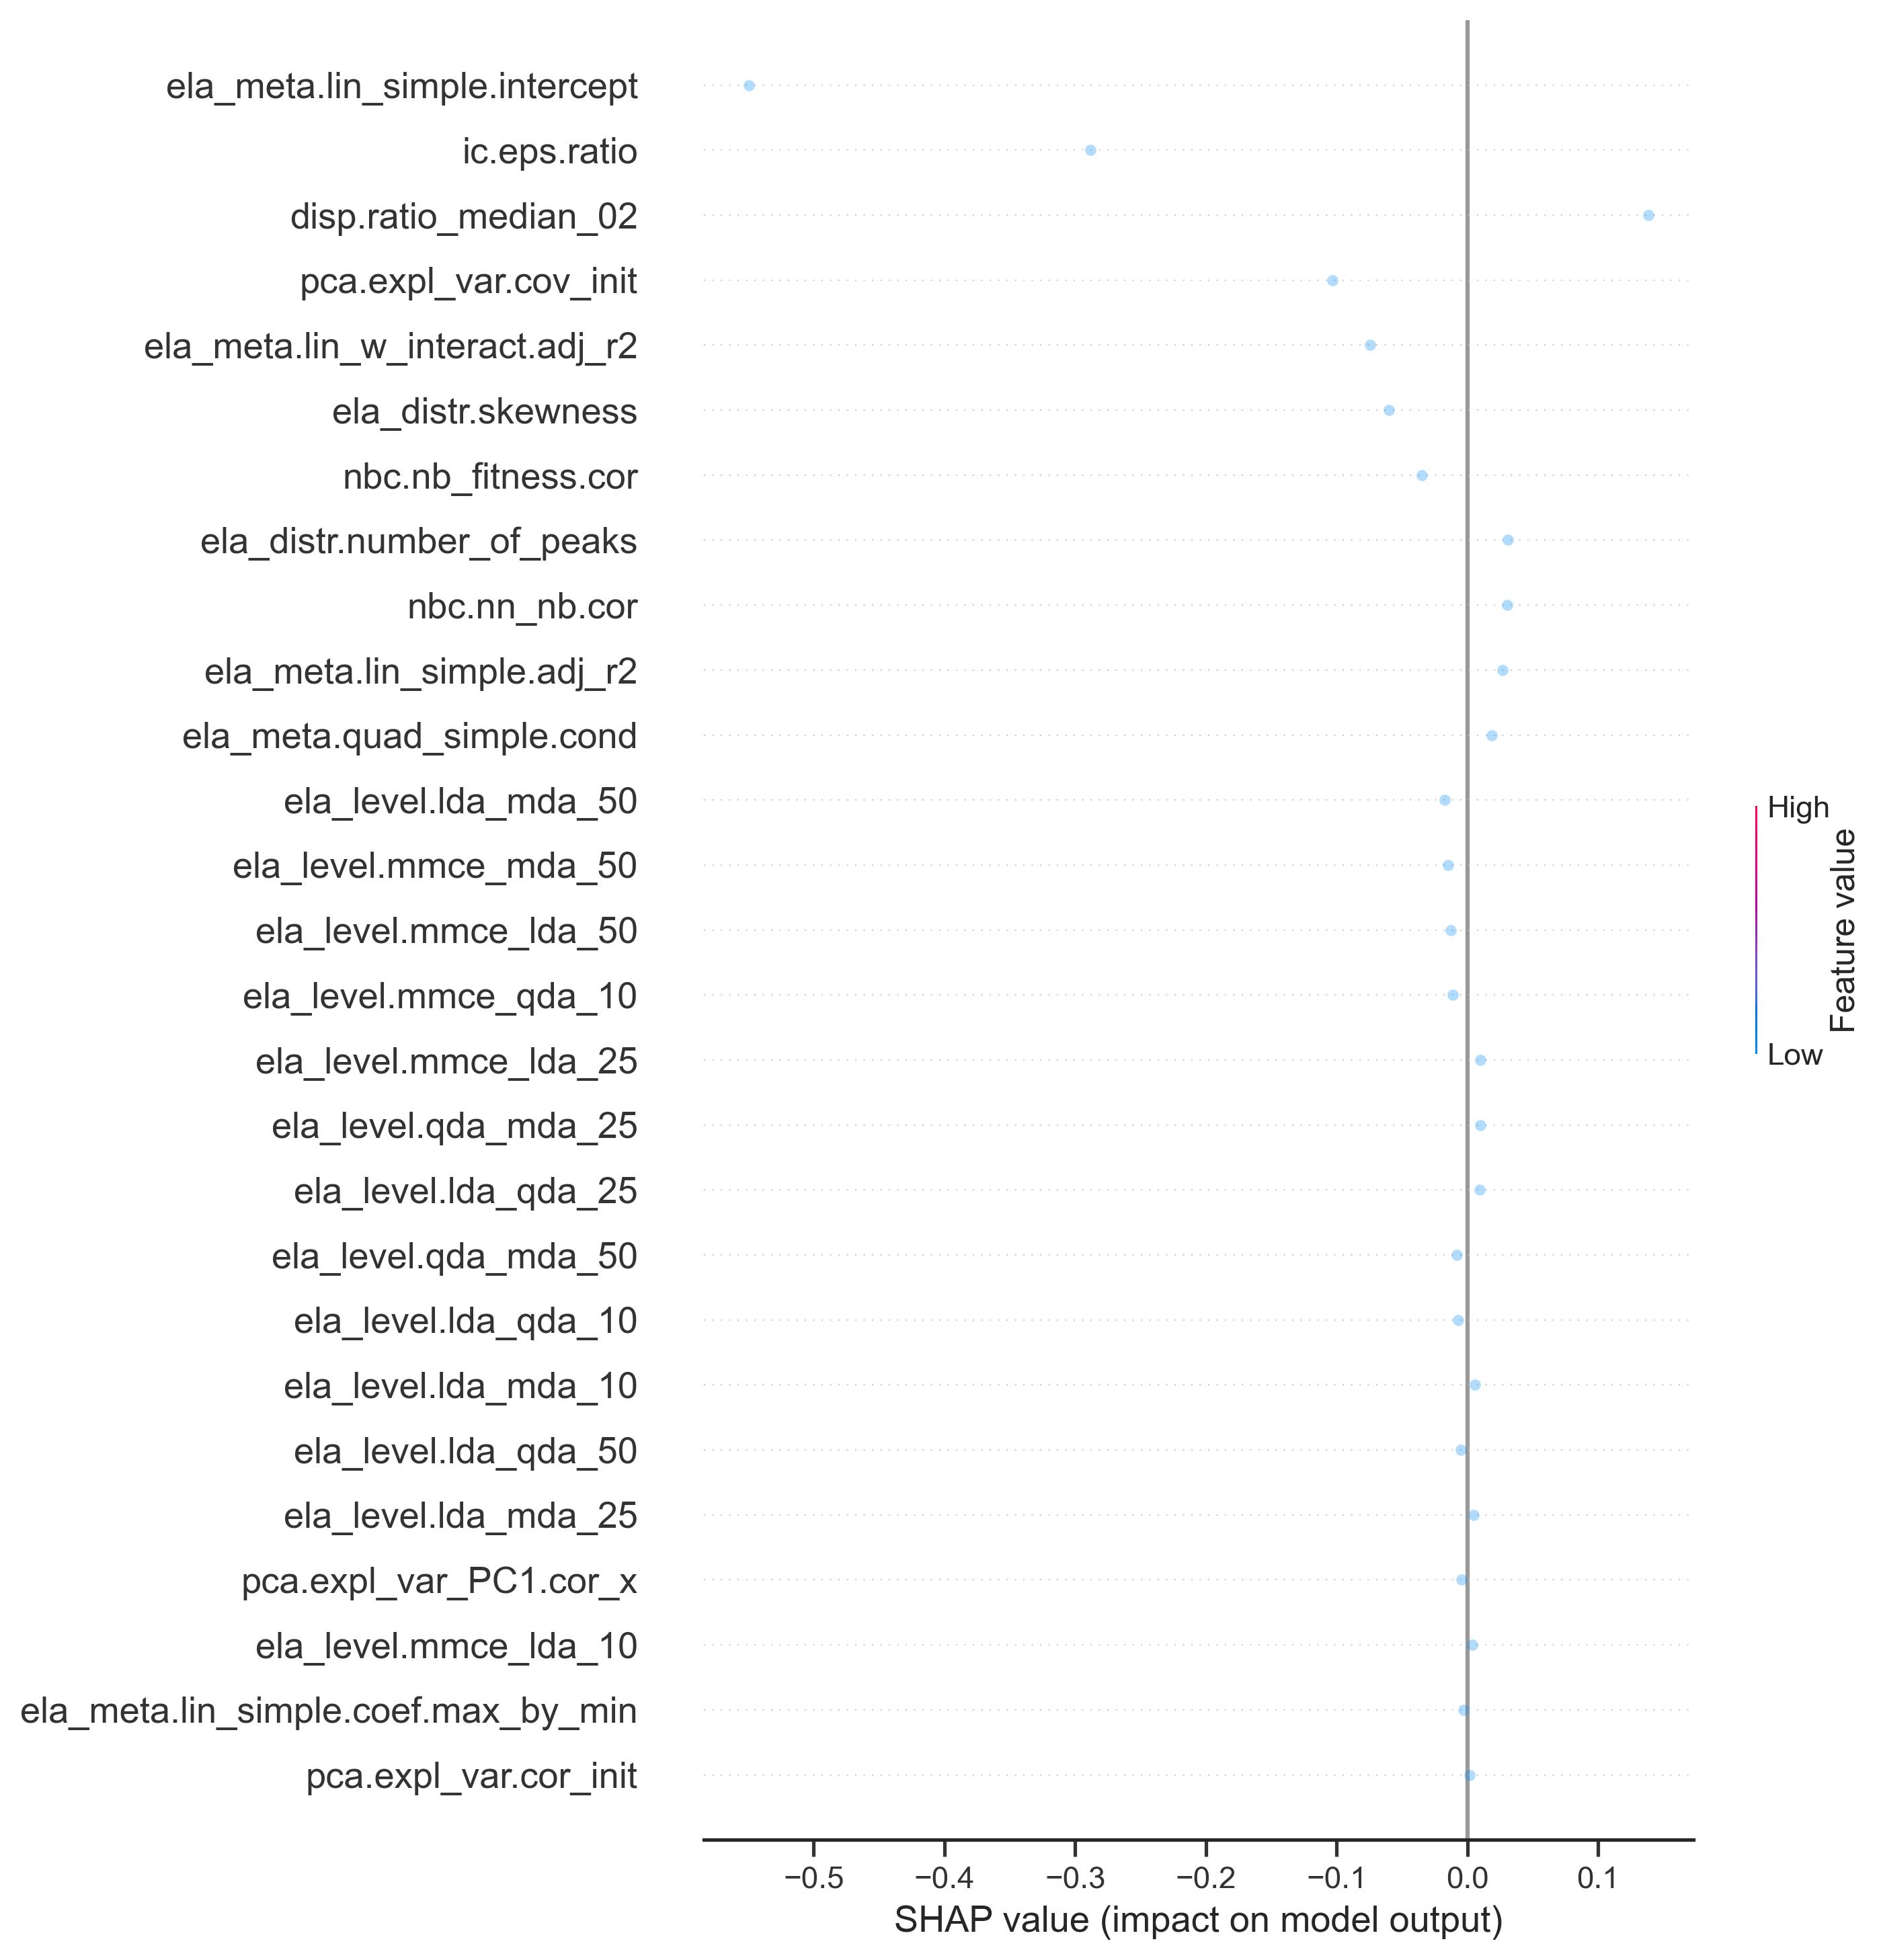 ela_meta.lin_simple.intercept
ic.eps.ratio
disp.ratio_median_02
pca.expl_var.cov_init
ela_meta.lin_w_interact.adj_r2
ela_distr.skewness
nbc.nb_fitness.cor
ela_distr.number_of_peaks
nbc.nn_nb.cor
ela_meta.lin_simple.adj_r2
ela_meta.quad_simple.cond
ela_level.lda_mda_50
ela_level.mmce_mda_50
ela_level.mmce_lda_50
ela_level.mmce_qda_10
ela_level.mmce_lda_25
ela_level.qda_mda_25
ela_level.lda_qda_25
ela_level.qda_mda_50
ela_level.lda_qda_10
ela_level.lda_mda_10
ela_level.lda_qda_50
ela_level.lda_mda_25
pca.expl_var_PC1.cor_x
ela_level.mmce_lda_10
ela_meta.lin_simple.coef.max_by_min
pca.expl_var.cor_init
−0.5 −0.4 −0.3 −0.2 −0.1 0.0 0.1
SHAP value (impact on model output)
High
Feature value
Low